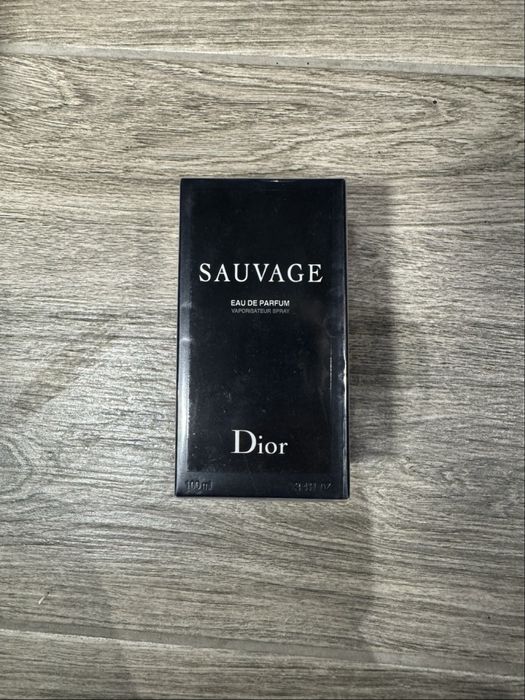 SAUVAGE
EAU DE PARFUM
VAPORISATEUR SPRAY
Dior
100 ml